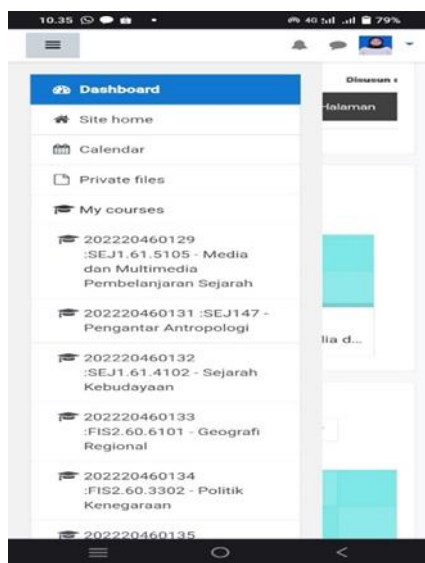 10.35
79%
Disusun
Halaman
Dashboard
Site home
Calendar
Private files
My courses
202220460129
:SEJ1.61.5105 - Media
dan Multimedia
Pembelanjaran Sejarah
202220460131 :SEJ147 -
Pengantar Antropologi
lia d...
202220460132
:SEJ1.61.4102 - Sejarah
Kebudayaan
202220460133
:FIS2.60.6101 - Geografi
Regional
202220460134
:FIS2.60.3302 - Politik
Kenegaraan
202220460135